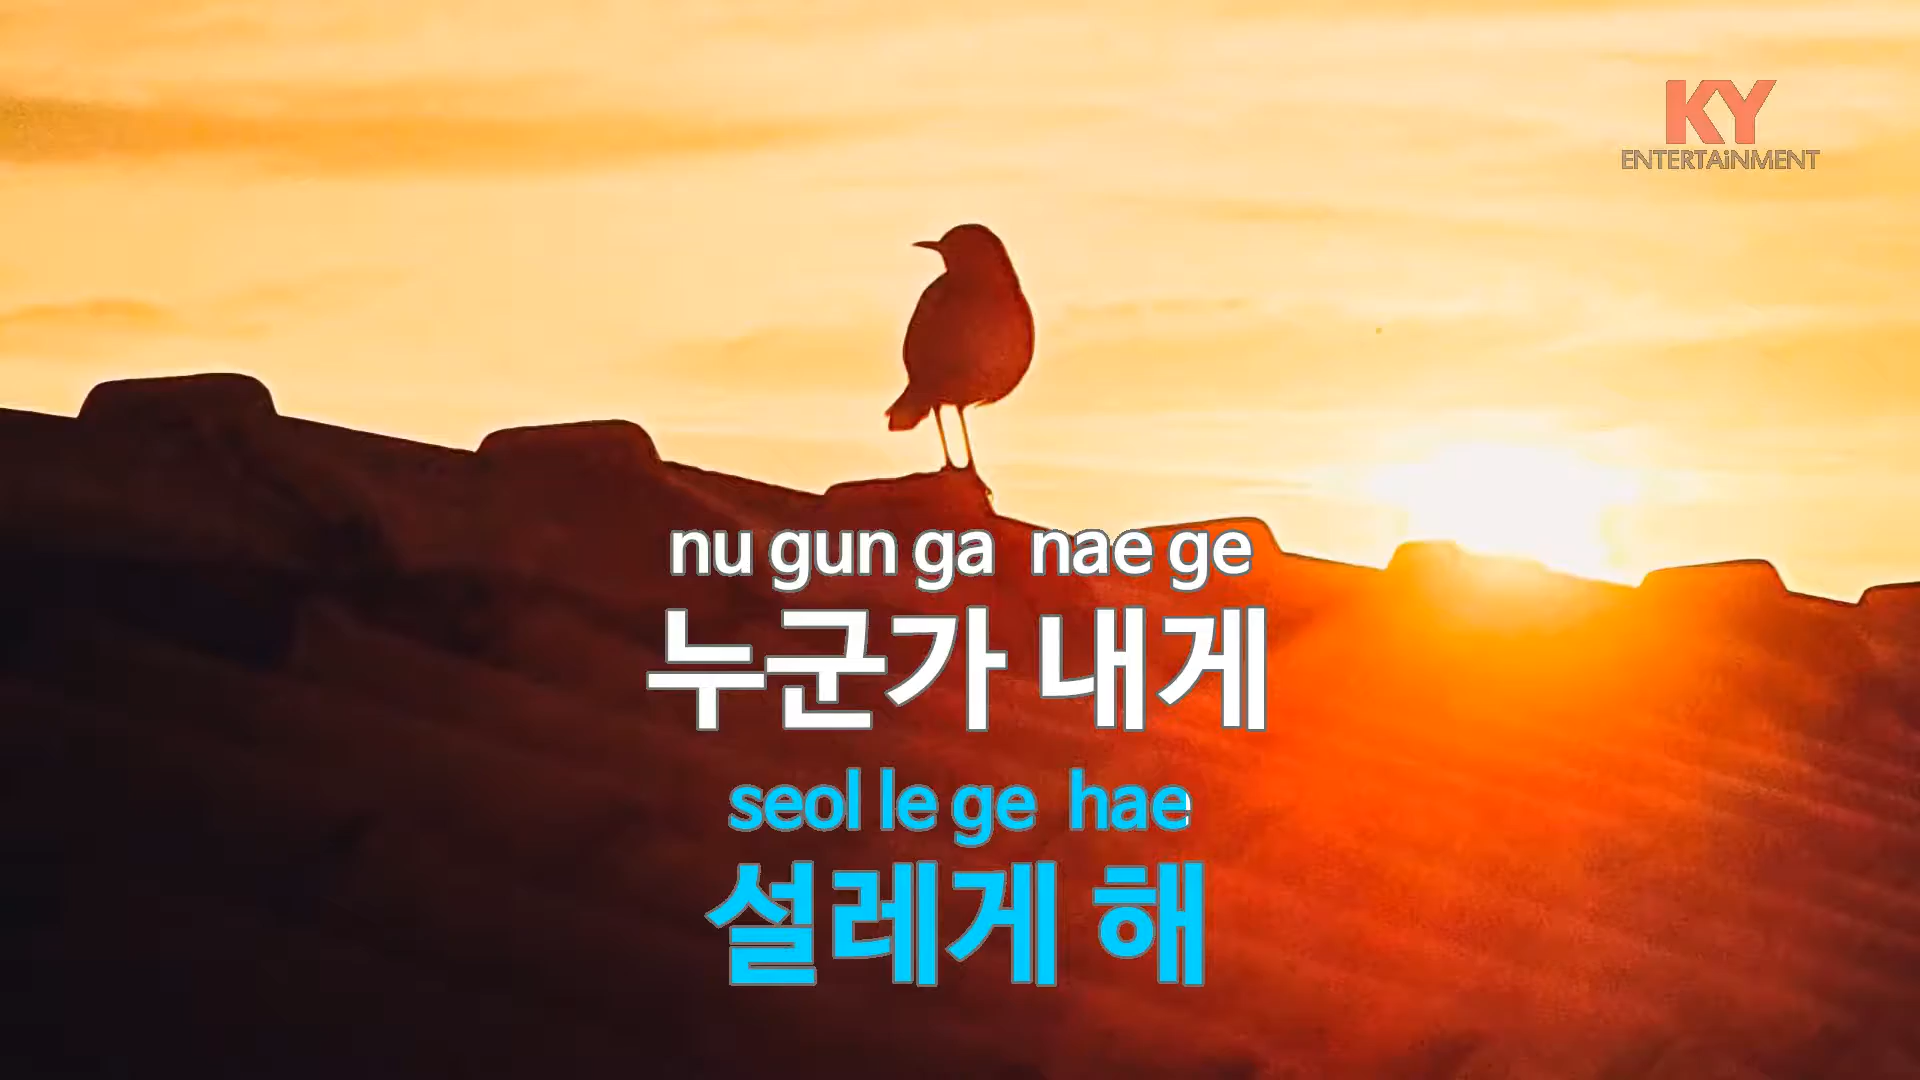 KY
ENTERTAiNMENT
nu gun ga nae ge
누군가 내게
seol le ge hae
설레게 해